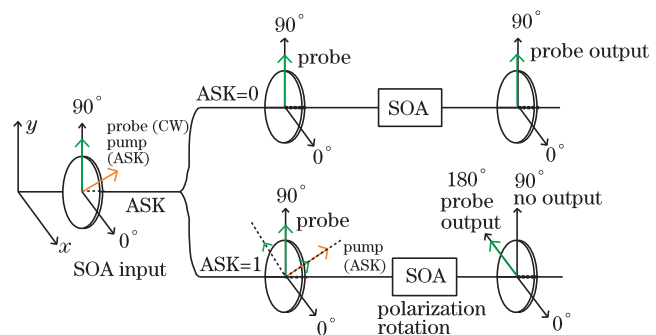 y
x
90°
probe (CW)
pump
(ASK)
0°
ASK
SOA input
ASK=0
90°
probe
0°
SOA
90°
probe output
0°
ASK=1
90°
probe
pump
(ASK)
0°
SOA
polarization
rotation
180°
probe
output
90°
no output
0°